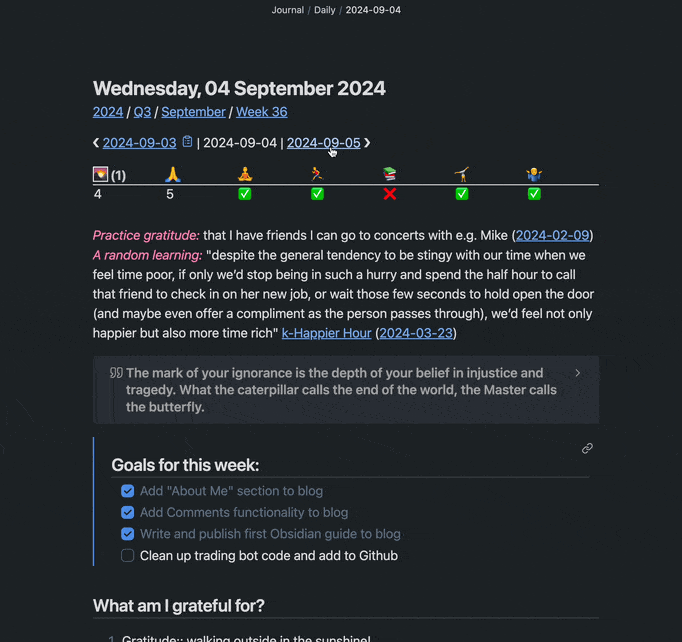 Journal / Daily / 2024-09-04
Wednesday, 04 September 2024
2024 / Q3 / September / Week 36
❮ 2024-09-03 📋 | 2024-09-04 | 2024-09-05 ❯
🌄 (1) 🙏 🧘 🏃 📚 🤸 🤷
4 5 ✅ ✅ ❌ ✅ ✅
Practice gratitude: that I have friends I can go to concerts with e.g. Mike (2024-02-09)
A random learning: "despite the general tendency to be stingy with our time when we
feel time poor, if only we'd stop being in such a hurry and spend the half hour to call
that friend to check in on her new job, or wait those few seconds to hold open the door
(and maybe even offer a compliment as the person passes through), we'd feel not only
happier but also more time rich" k-Happier Hour (2024-03-23)
The mark of your ignorance is the depth of your belief in injustice and
tragedy. What the caterpillar calls the end of the world, the Master calls
the butterfly.
Goals for this week:
Add "About Me" section to blog
Add Comments functionality to blog
Write and publish first Obsidian guide to blog
Clean up trading bot code and add to Github
What am I grateful for?
1. Gratitude:: walking outside in the sunshine!